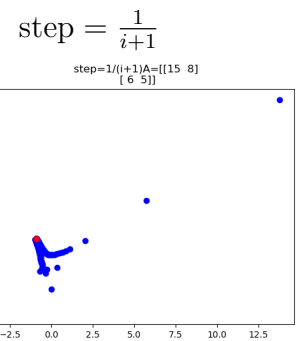 step = 1/(i+1)
step=1/(i+1)A=[[15 8]
[ 6 5]]
−2.5 0.0 2.5 5.0 7.5 10.0 12.5